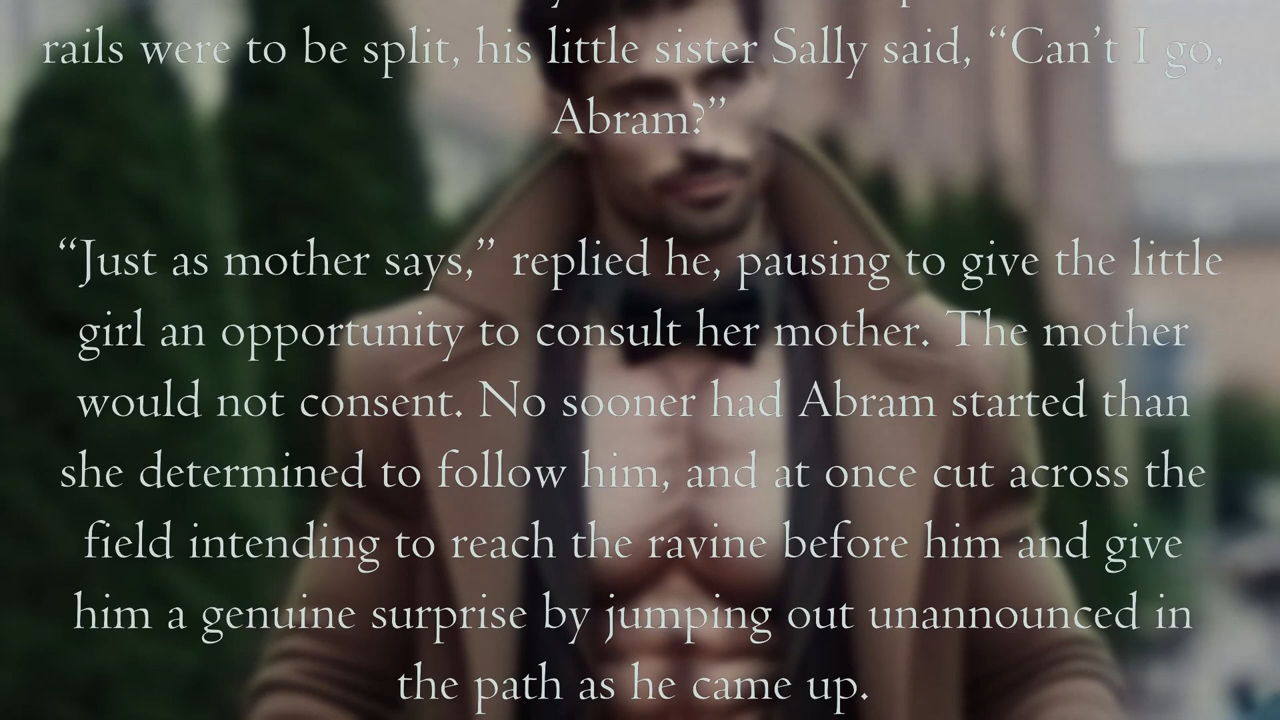 rails were to be split, his little sister Sally said, “Can’t I go,
Abram?”
“Just as mother says,” replied he, pausing to give the little
girl an opportunity to consult her mother. The mother
would not consent. No sooner had Abram started than
she determined to follow him, and at once cut across the
field intending to reach the ravine before him and give
him a genuine surprise by jumping out unannounced in
the path as he came up.